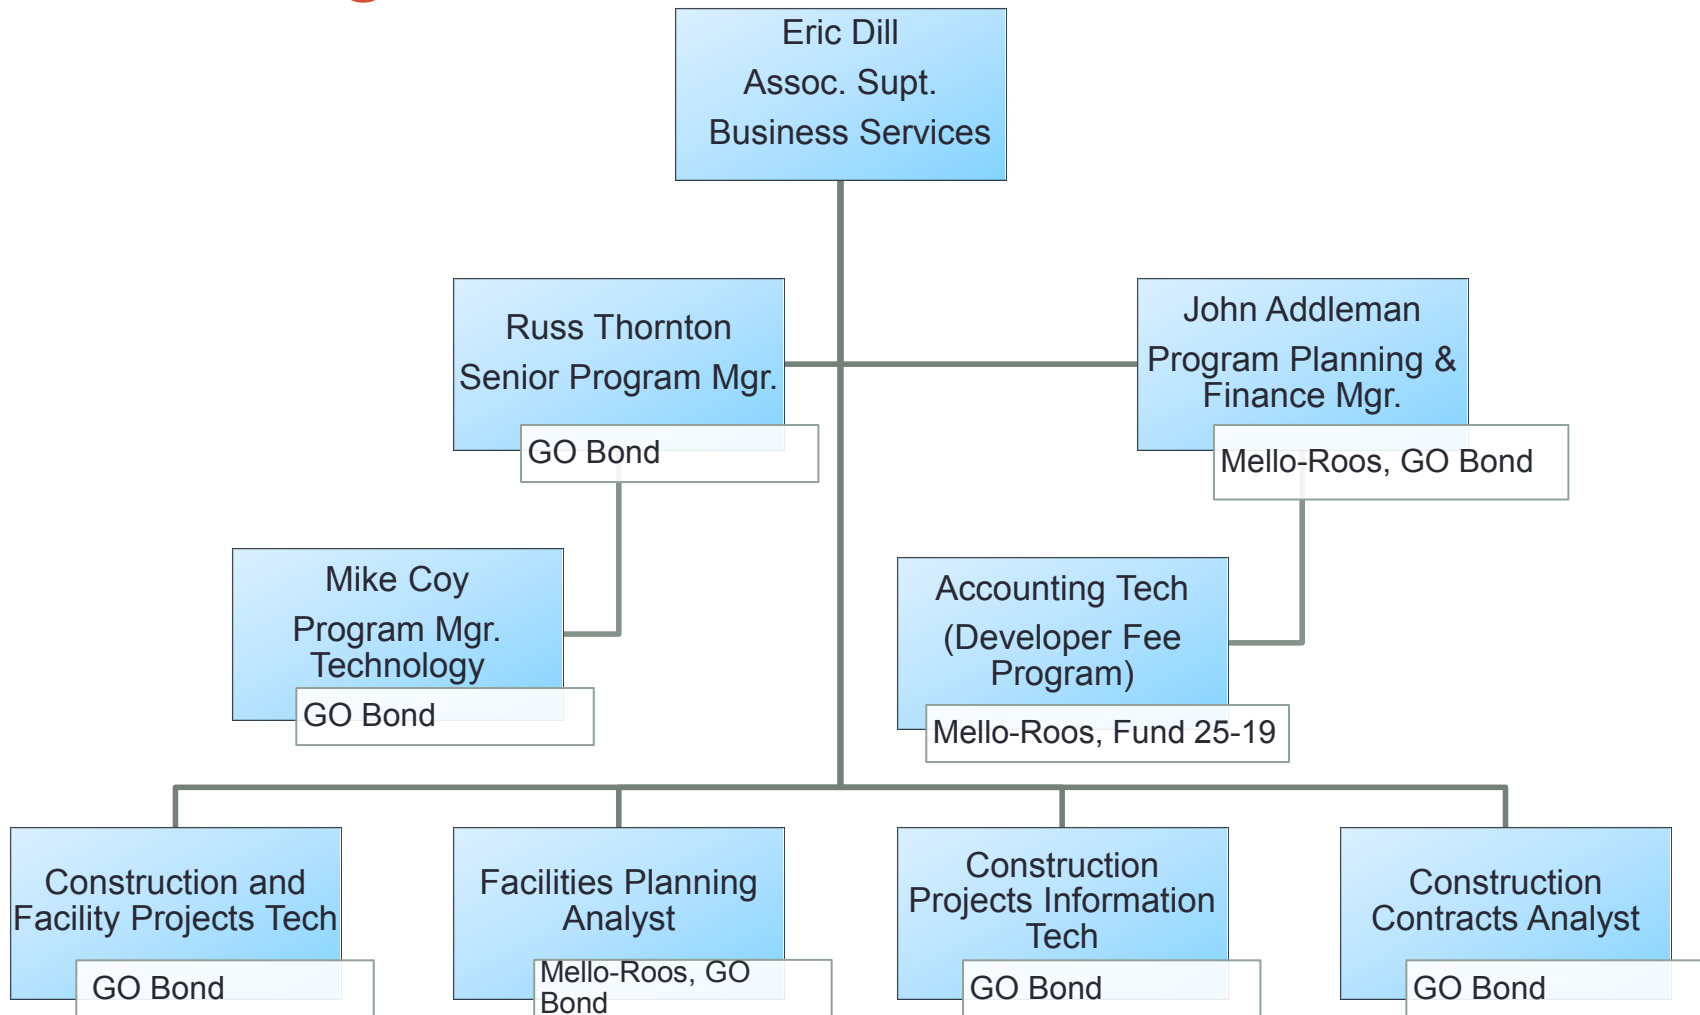 Eric Dill
Assoc. Supt.
Business Services
Russ Thornton
Senior Program Mgr.
GO Bond
John Addleman
Program Planning &
Finance Mgr.
Mello-Roos, GO Bond
Mike Coy
Program Mgr.
Technology
GO Bond
Accounting Tech
(Developer Fee
Program)
Mello-Roos, Fund 25-19
Construction and
Facility Projects Tech
GO Bond
Facilities Planning
Analyst
Mello-Roos, GO
Bond
Construction
Projects Information
Tech
GO Bond
Construction
Contracts Analyst
GO Bond